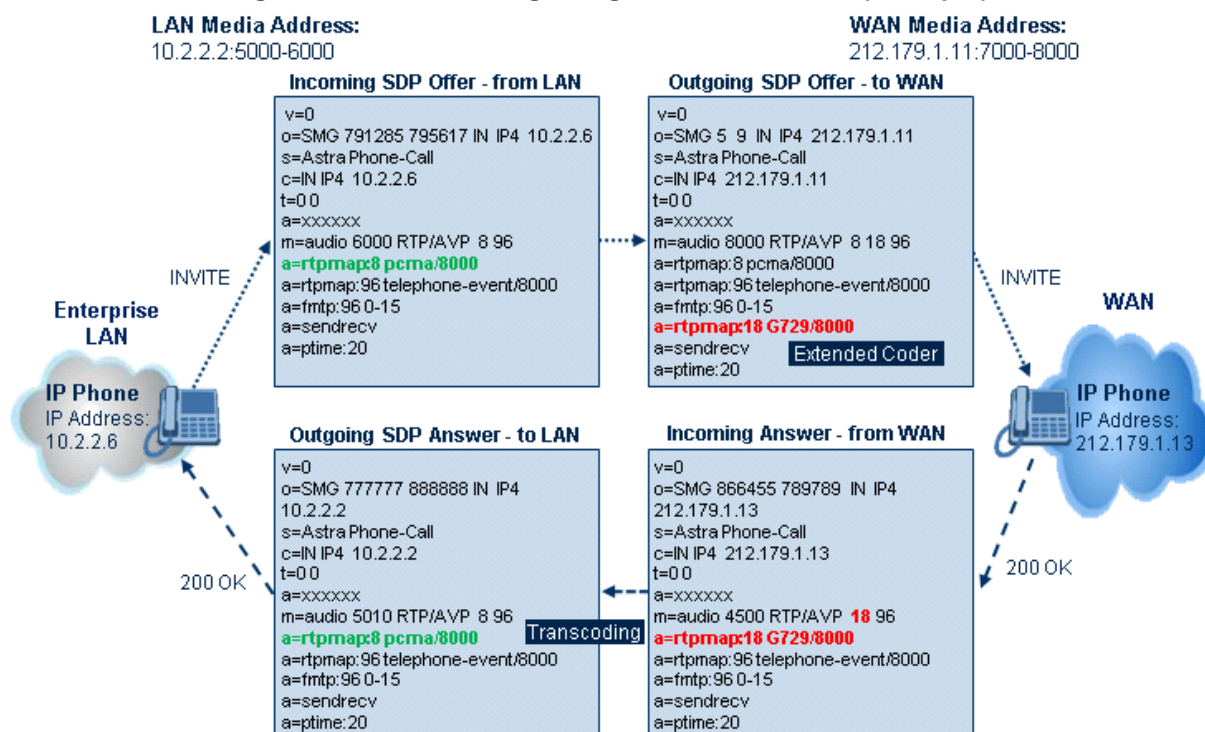 LAN Media Address:
10.2.2.2:5000-6000
WAN Media Address:
212.179.1.11:7000-8000
Incoming SDP Offer - from LAN
v=0
o=SMG 791285 795617 IN IP4 10.2.2.6
s=Astra Phone-Call
c=IN IP4 10.2.2.6
t=0 0
a=xxxxxx
m=audio 6000 RTP/AVP 8 96
a=rtpmap:8 pcma/8000
a=rtpmap:96 telephone-event/8000
a=fmtp:96 0-15
a=sendrecv
a=ptime:20
Outgoing SDP Offer - to WAN
v=0
o=SMG 5 9 IN IP4 212.179.1.11
s=Astra Phone-Call
c=IN IP4 212.179.1.11
t=0 0
a=xxxxxx
m=audio 8000 RTP/AVP 8 18 96
a=rtpmap:8 pcma/8000
a=rtpmap:96 telephone-event/8000
a=fmtp:96 0-15
a=rtpmap:18 G729/8000
a=sendrecv
Extended Coder
a=ptime:20
INVITE
INVITE
Enterprise
LAN
IP Phone
IP Address:
10.2.2.6
WAN
IP Phone
IP Address:
212.179.1.13
Outgoing SDP Answer - to LAN
v=0
o=SMG 777777 888888 IN IP4
10.2.2.2
s=Astra Phone-Call
c=IN IP4 10.2.2.2
t=0 0
a=xxxxxx
m=audio 5010 RTP/AVP 8 96
a=rtpmap:8 pcma/8000
a=rtpmap:96 telephone-event/8000
a=fmtp:96 0-15
a=sendrecv
a=ptime:20
Transcoding
Incoming Answer - from WAN
v=0
o=SMG 866455 789789 IN IP4
212.179.1.13
s=Astra Phone-Call
c=IN IP4 212.179.1.13
t=0 0
a=xxxxxx
m=audio 4500 RTP/AVP 18 96
a=rtpmap:18 G729/8000
a=rtpmap:96 telephone-event/8000
a=fmtp:96 0-15
a=sendrecv
a=ptime:20
200 OK
200 OK